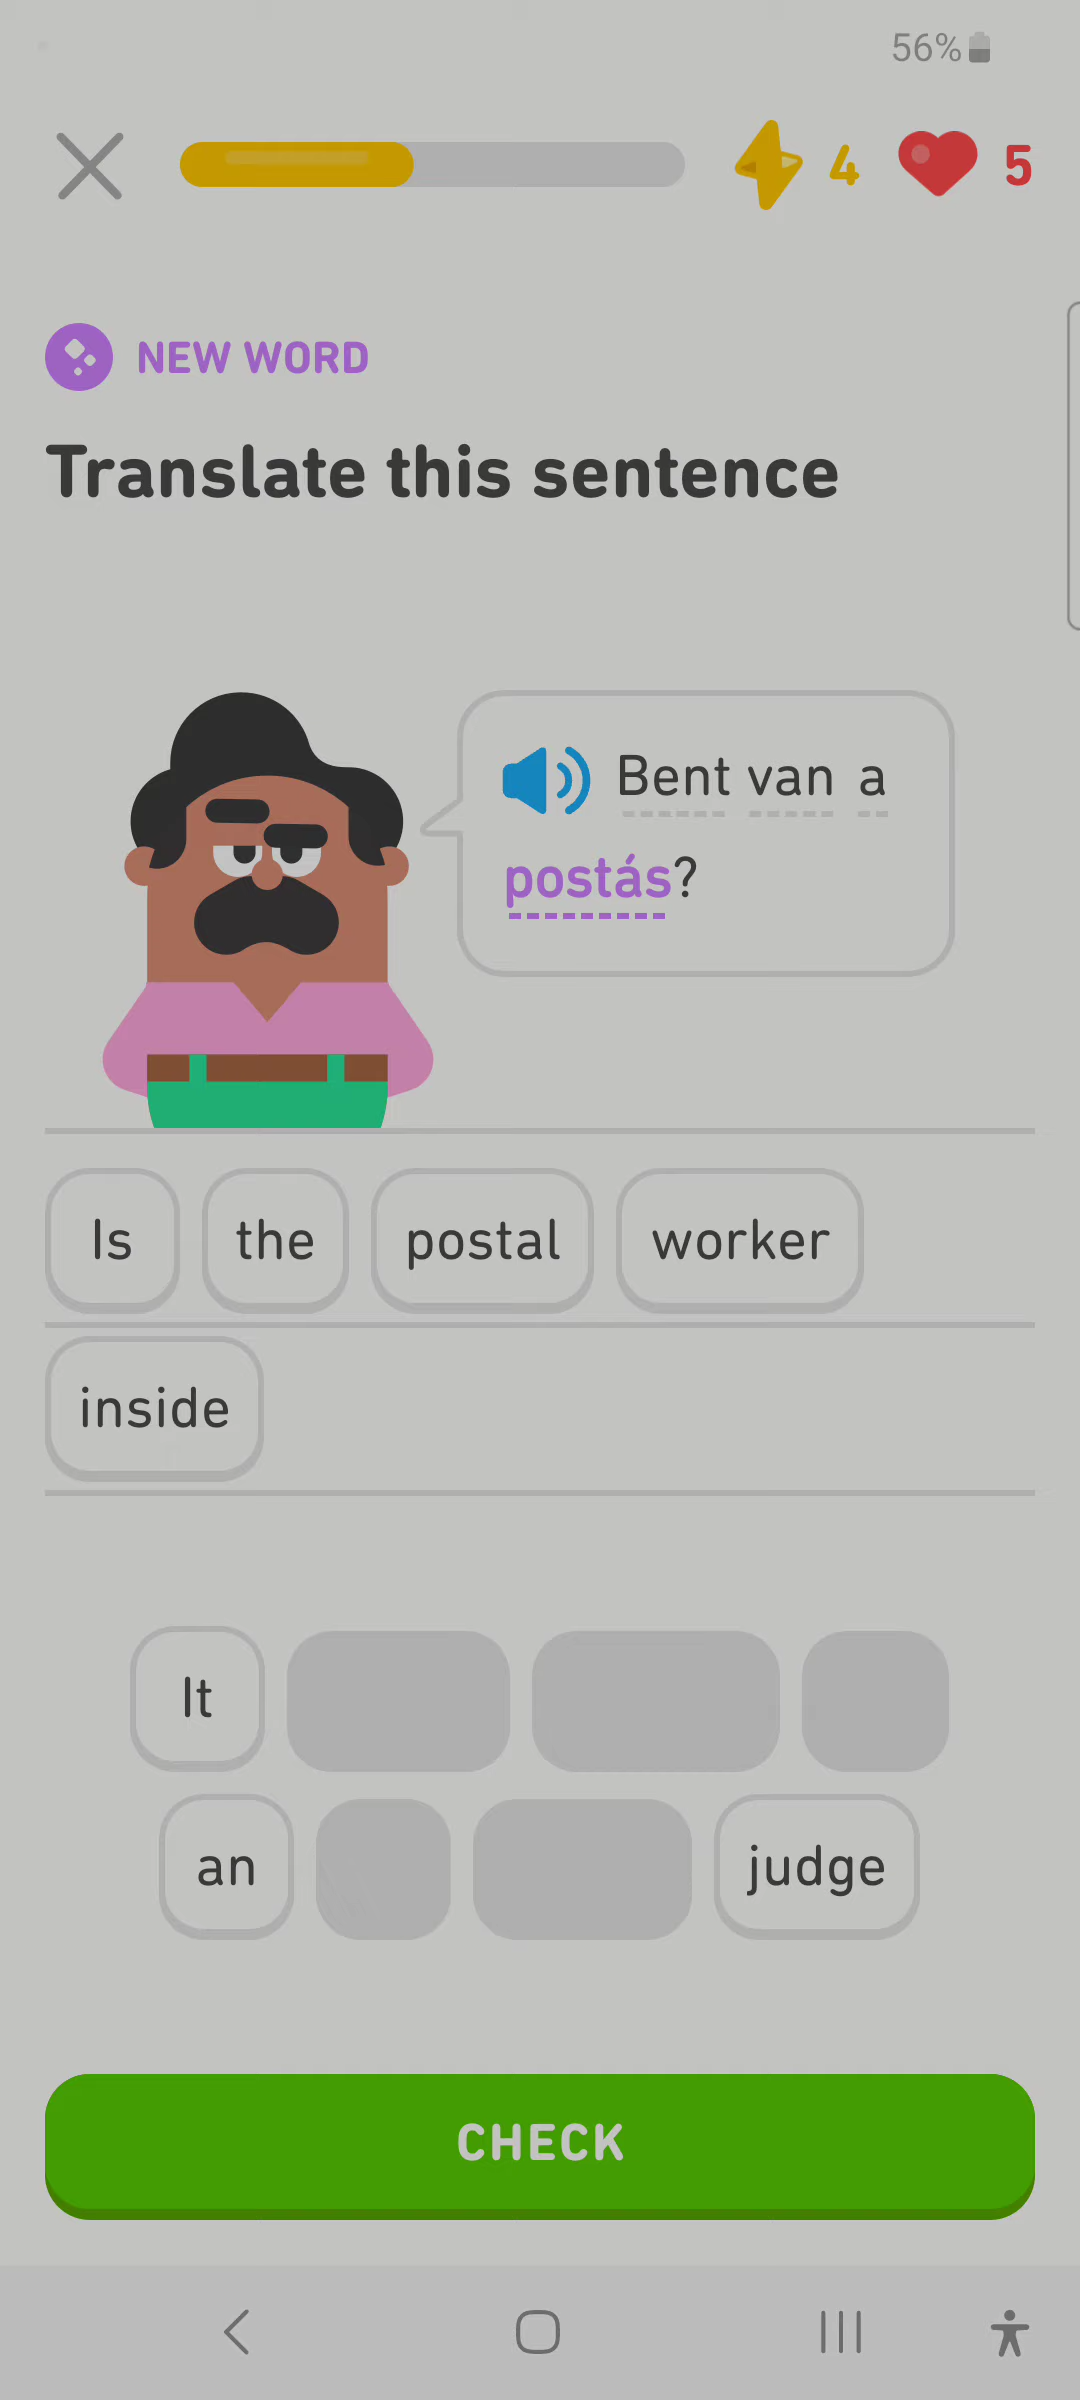 56%
4 5
NEW WORD
Translate this sentence
Bent van a
postás?
Is the postal worker
inside
It
an judge
CHECK